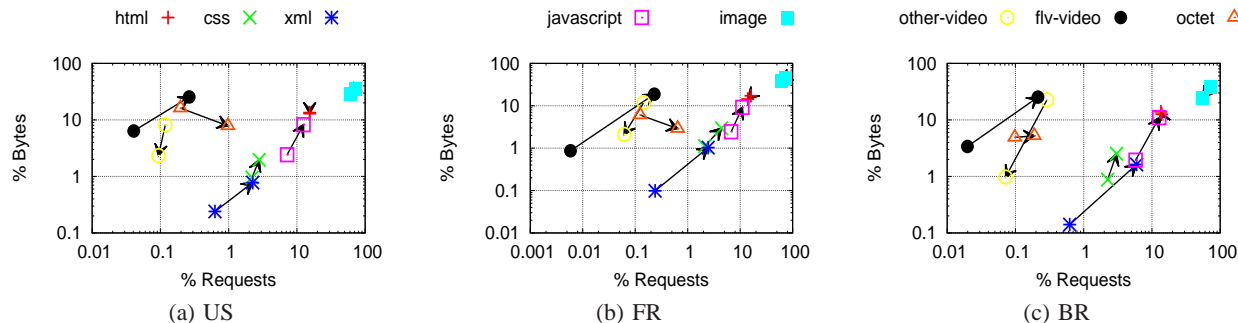 html css xml
javascript image
other-video flv-video octet
% Bytes
100
10
1
0.1
0.01 0.1 1 10 100
% Requests
(a) US
% Bytes
100
10
1
0.1
0.01
0.001 0.01 0.1 1 10 100
% Requests
(b) FR
% Bytes
100
10
1
0.1
0.01 0.1 1 10 100
% Requests
(c) BR